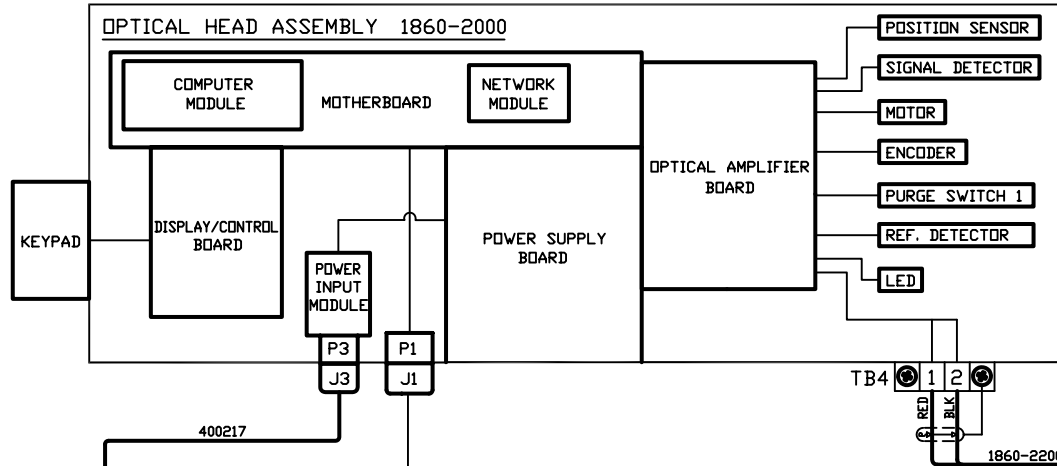 OPTICAL HEAD ASSEMBLY 1860-2000
COMPUTER
MODULE
MOTHERBOARD
NETWORK
MODULE
OPTICAL AMPLIFIER
BOARD
POSITION SENSOR
SIGNAL DETECTOR
MOTOR
ENCODER
PURGE SWITCH 1
REF. DETECTOR
LED
KEYPAD
DISPLAY/CONTROL
BOARD
POWER SUPPLY
BOARD
POWER
INPUT
MODULE
P3
P1
J3
J1
TB4
1
2
RED
BLK
400217
1860-2200